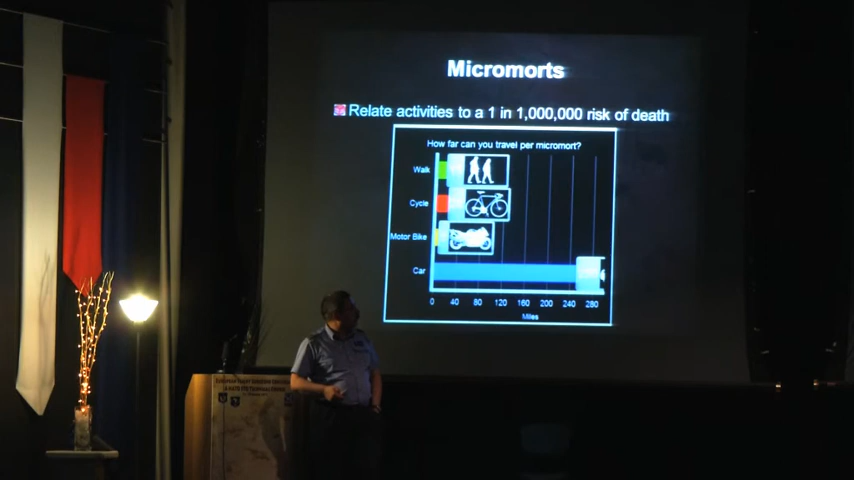 Micromorts
Relate activities to a 1 in 1,000,000 risk of death
How far can you travel per micromort?
Walk
Cycle
Motor Bike
Car
0 40 80 120 160 200 240 280
Miles